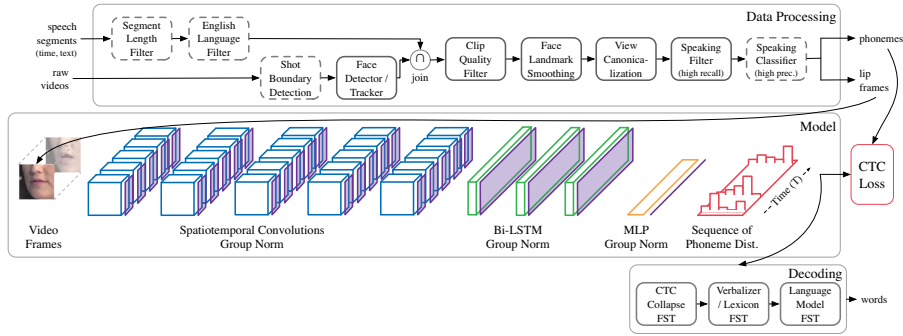 Data Processing
speech
segments
(time, text)
Segment
Length
Filter
English
Language
Filter
raw
videos
Shot
Boundary
Detection
Face
Detector /
Tracker
∩
join
Clip
Quality
Filter
Face
Landmark
Smoothing
View
Canonica-
lization
Speaking
Filter
(high recall)
Speaking
Classifier
(high prec.)
phonemes
lip
frames
Model
Video
Frames
Spatiotemporal Convolutions
Group Norm
Bi-LSTM
Group Norm
MLP
Group Norm
Sequence of
Phoneme Dist.
Time (T)
CTC
Loss
Decoding
CTC
Collapse
FST
Verbalizer
/ Lexicon
FST
Language
Model
FST
words